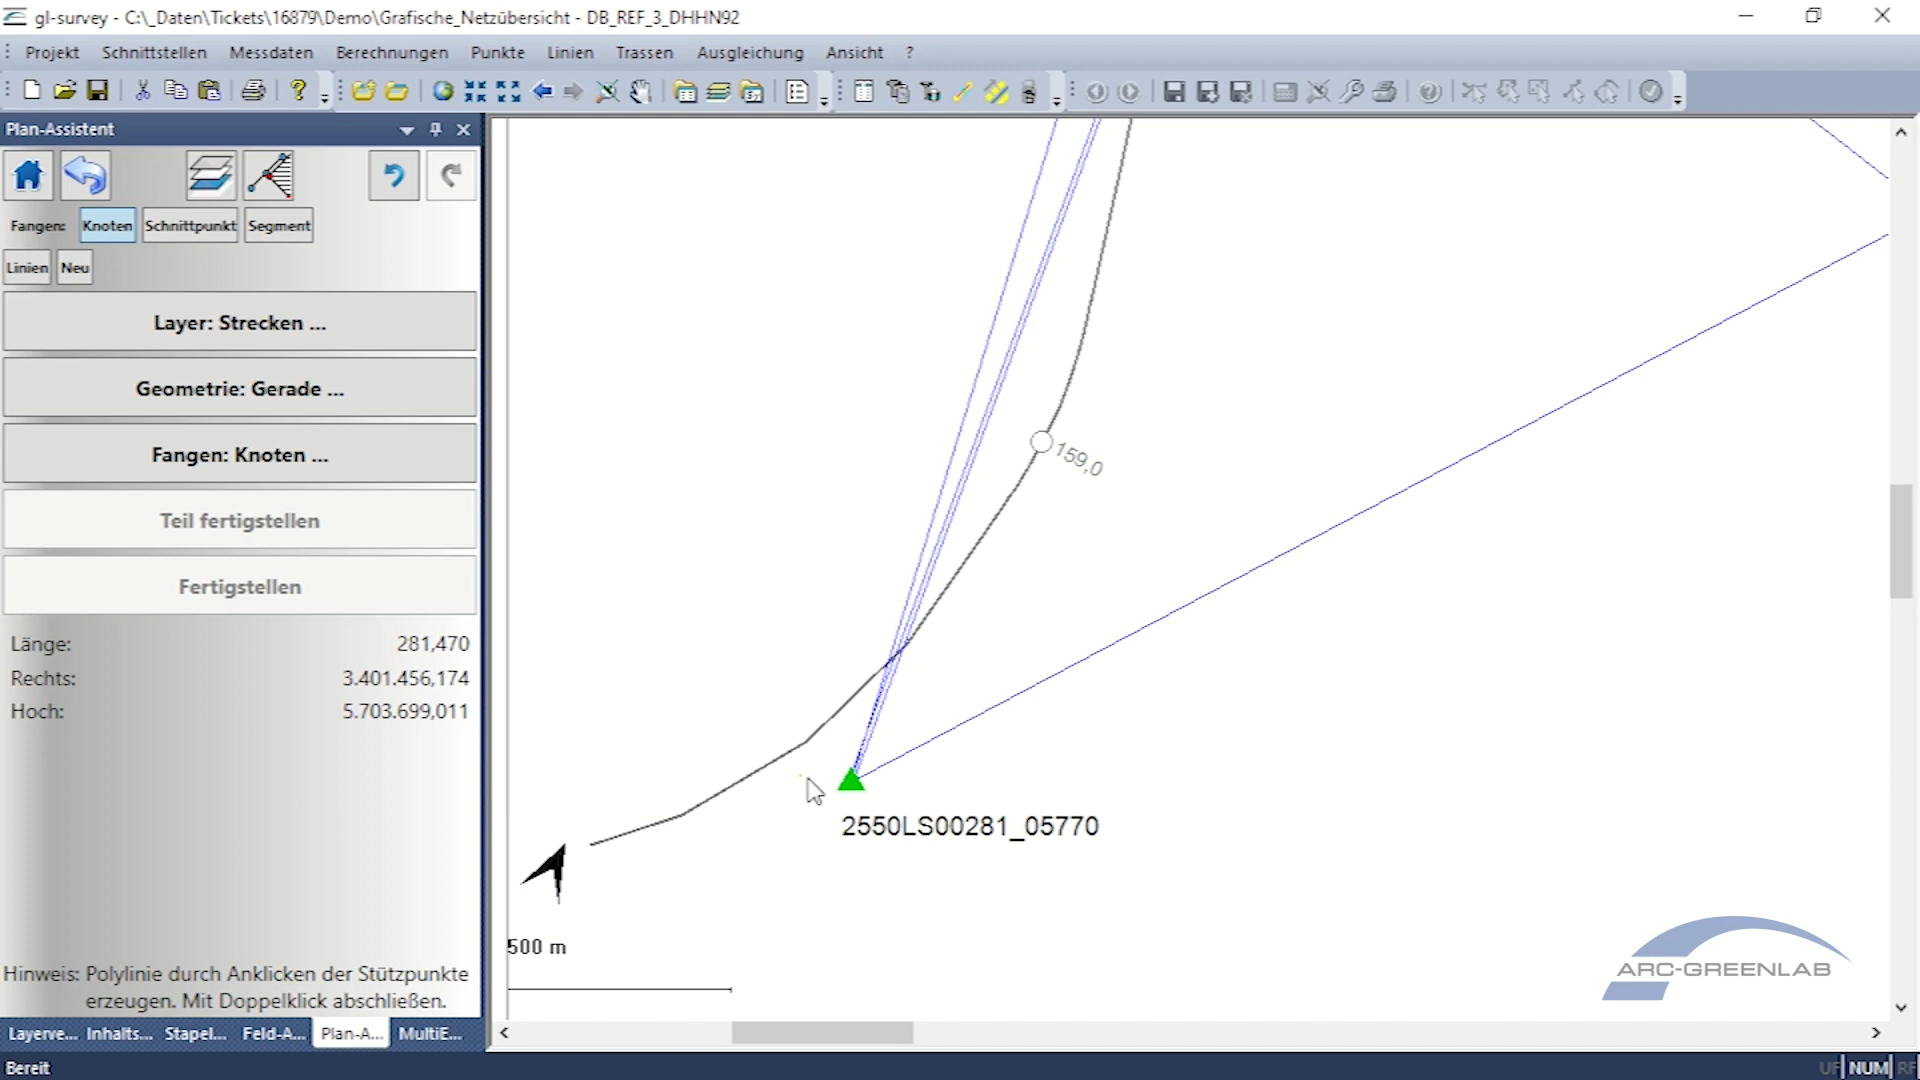 gl-survey - C:\_Daten\Tickets\16879\Demo\Grafische_Netzübersicht - DB_REF_3_DHHN92
Projekt Schnittstellen Messdaten Berechnungen Punkte Linien Trassen Ausgleichung Ansicht ?
Plan-Assistent
Fangen: Knoten Schnittpunkt Segment
Linien Neu
Layer: Strecken ...
Geometrie: Gerade ...
Fangen: Knoten ...
Teil fertigstellen
Fertigstellen
Länge: 281,470
Rechts: 3.401.456,174
Hoch: 5.703.699,011
Hinweis: Polylinie durch Anklicken der Stützpunkte
erzeugen. Mit Doppelklick abschließen.
Layerve... Inhalts... Stapel... Feld-A... Plan-A... MultiE...
159,0
2550LS00281_05770
500 m
ARC-GREENLAB
Bereit
UF NUM RF